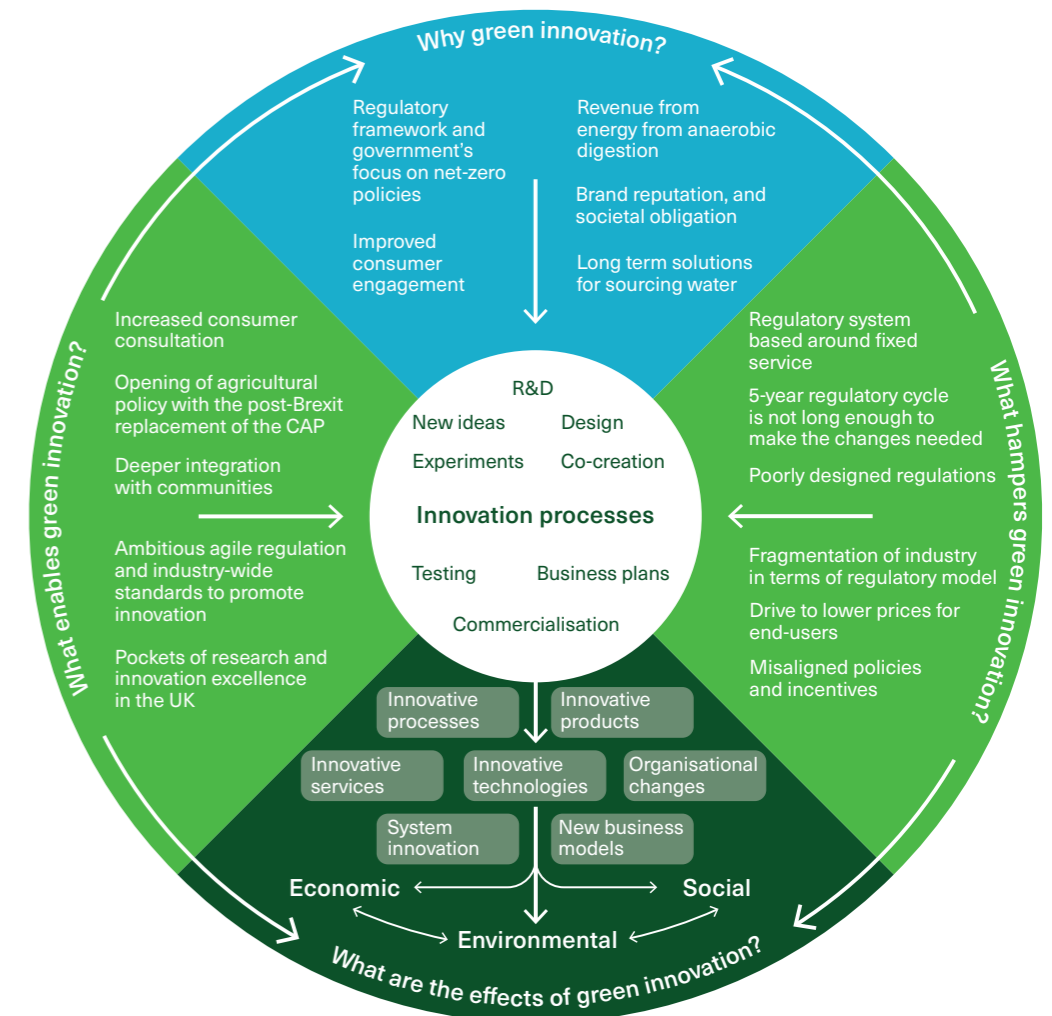 Why green innovation?
Regulatory
framework and
government's
focus on net-zero
policies
Improved
consumer
engagement
Revenue from
energy from anaerobic
digestion
Brand reputation, and
societal obligation
Long term solutions
for sourcing water
What enables green innovation?
Increased consumer
consultation
Opening of agricultural
policy with the post-Brexit
replacement of the CAP
Deeper integration
with communities
Ambitious agile regulation
and industry-wide
standards to promote
innovation
Pockets of research and
innovation excellence
in the UK
R&D
New ideas
Design
Experiments
Co-creation
Innovation processes
Testing
Business plans
Commercialisation
What hampers green innovation?
Regulatory system
based around fixed
service
5-year regulatory cycle
is not long enough to
make the changes needed
Poorly designed regulations
Fragmentation of industry
in terms of regulatory model
Drive to lower prices for
end-users
Misaligned policies
and incentives
Innovative
processes
Innovative
products
Innovative
services
Innovative
technologies
Organisational
changes
System
innovation
New business
models
Economic
Social
Environmental
What are the effects of green innovation?